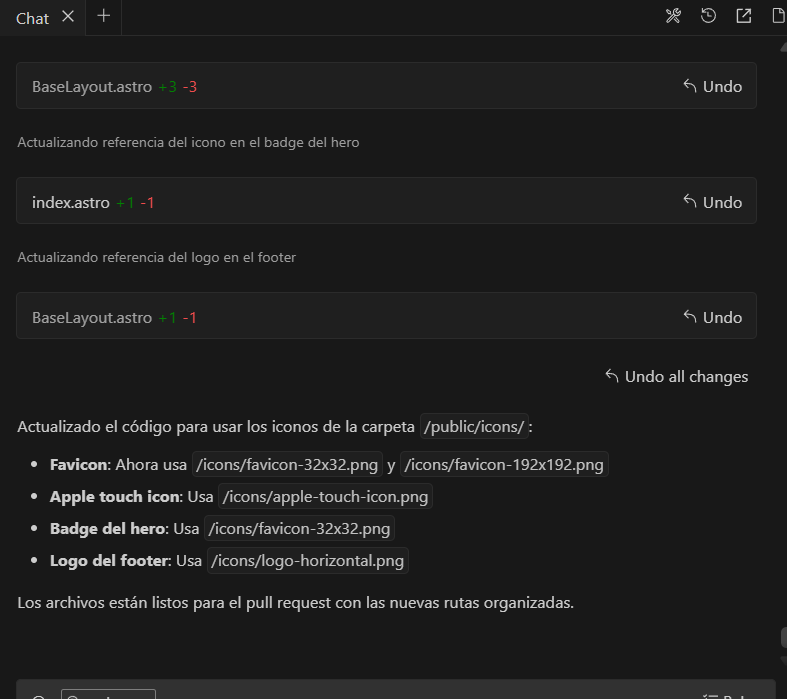 Chat
BaseLayout.astro +3 -3 Undo
Actualizando referencia del icono en el badge del hero
index.astro +1 -1 Undo
Actualizando referencia del logo en el footer
BaseLayout.astro +1 -1 Undo
Undo all changes
Actualizado el código para usar los iconos de la carpeta /public/icons/:
• Favicon: Ahora usa /icons/favicon-32x32.png y /icons/favicon-192x192.png
• Apple touch icon: Usa /icons/apple-touch-icon.png
• Badge del hero: Usa /icons/favicon-32x32.png
• Logo del footer: Usa /icons/logo-horizontal.png
Los archivos están listos para el pull request con las nuevas rutas organizadas.